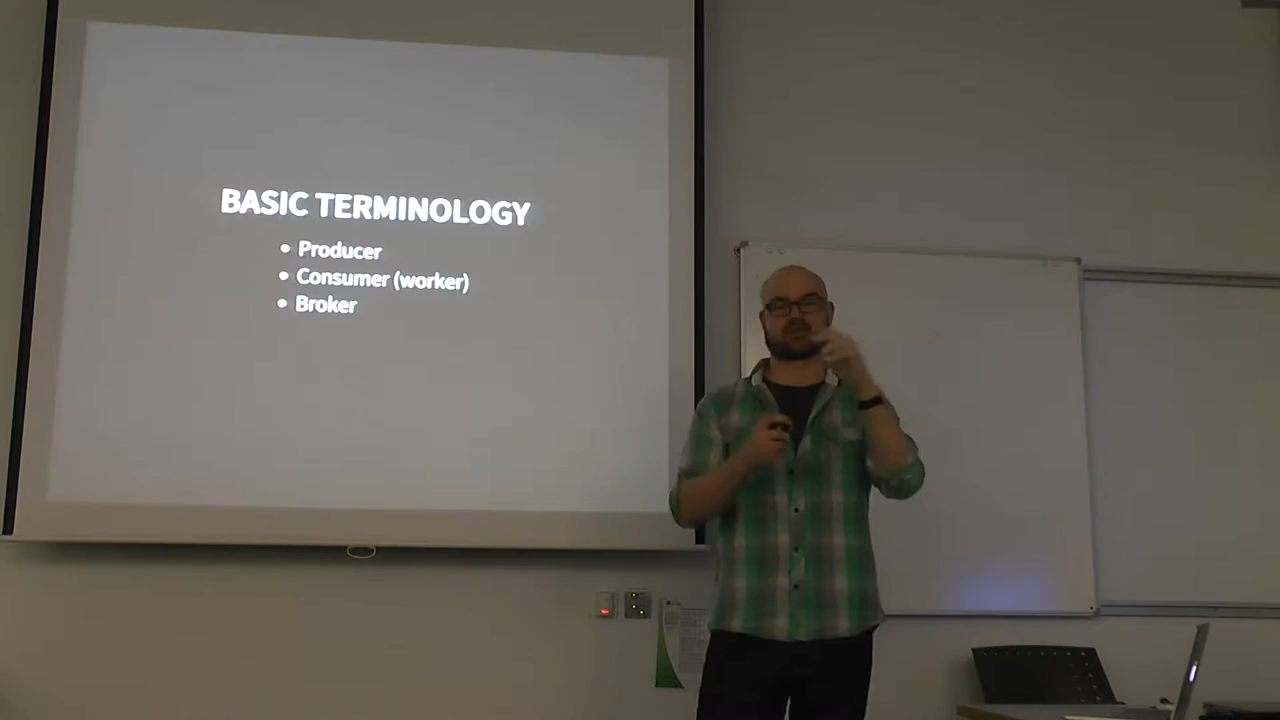 BASIC TERMINOLOGY
• Producer
• Consumer (worker)
• Broker